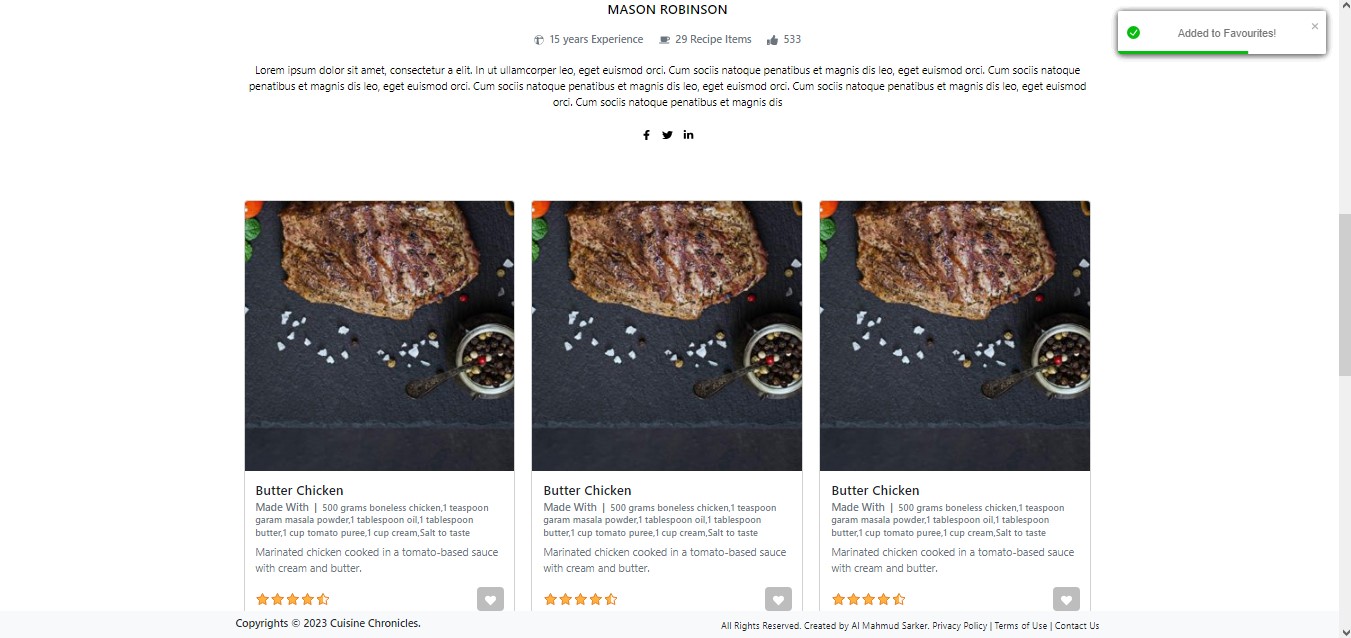 MASON ROBINSON
Added to Favourites!
15 years Experience 29 Recipe Items 533
Lorem ipsum dolor sit amet, consectetur a elit. In ut ullamcorper leo, eget euismod orci. Cum sociis natoque penatibus et magnis dis leo, eget euismod orci. Cum sociis natoque
penatibus et magnis dis leo, eget euismod orci. Cum sociis natoque penatibus et magnis dis leo, eget euismod orci. Cum sociis natoque penatibus et magnis dis leo, eget euismod
orci. Cum sociis natoque penatibus et magnis dis
Butter Chicken
Made With | 500 grams boneless chicken,1 teaspoon
garam masala powder,1 tablespoon oil,1 tablespoon
butter,1 cup tomato puree,1 cup cream,Salt to taste
Marinated chicken cooked in a tomato-based sauce
with cream and butter.
Butter Chicken
Made With | 500 grams boneless chicken,1 teaspoon
garam masala powder,1 tablespoon oil,1 tablespoon
butter,1 cup tomato puree,1 cup cream,Salt to taste
Marinated chicken cooked in a tomato-based sauce
with cream and butter.
Butter Chicken
Made With | 500 grams boneless chicken,1 teaspoon
garam masala powder,1 tablespoon oil,1 tablespoon
butter,1 cup tomato puree,1 cup cream,Salt to taste
Marinated chicken cooked in a tomato-based sauce
with cream and butter.
Copyrights © 2023 Cuisine Chronicles.
All Rights Reserved. Created by Al Mahmud Sarker. Privacy Policy | Terms of Use | Contact Us